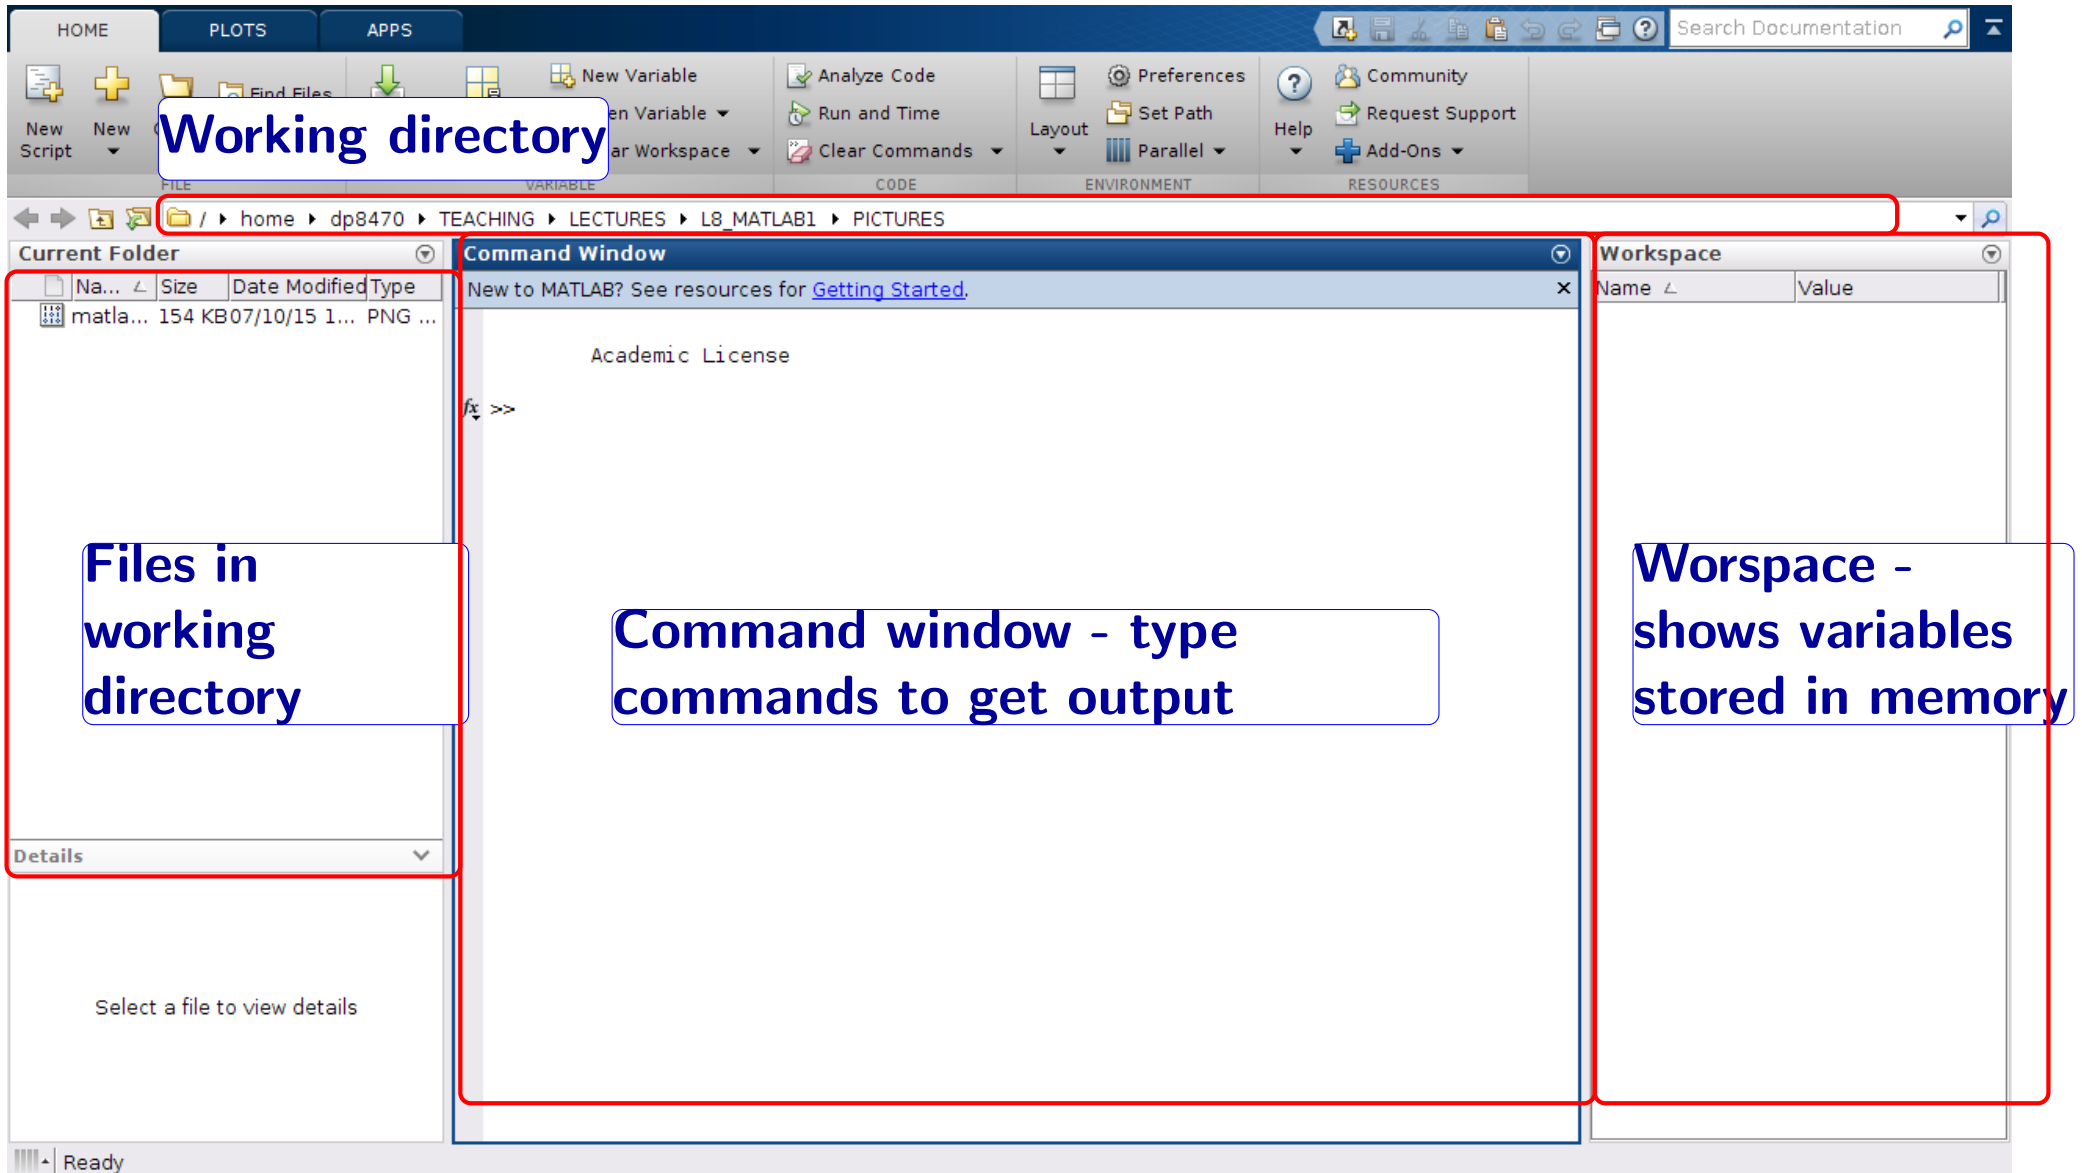 HOME PLOTS APPS Search Documentation
New Script
New
Find Files
New Variable
en Variable
ar Workspace
Analyze Code
Run and Time
Clear Commands
Layout
Preferences
Set Path
Parallel
Help
Community
Request Support
Add-Ons
Working directory
FILE VARIABLE CODE ENVIRONMENT RESOURCES
/ home dp8470 TEACHING LECTURES L8_MATLAB1 PICTURES
Current Folder
Na... Size Date Modified Type
matla... 154 KB 07/10/15 1... PNG ...
Files in
working
directory
Details
Select a file to view details
Command Window
New to MATLAB? See resources for Getting Started.
Academic License
fx >>
Command window - type
commands to get output
Workspace
Name Value
Worspace -
shows variables
stored in memory
Ready